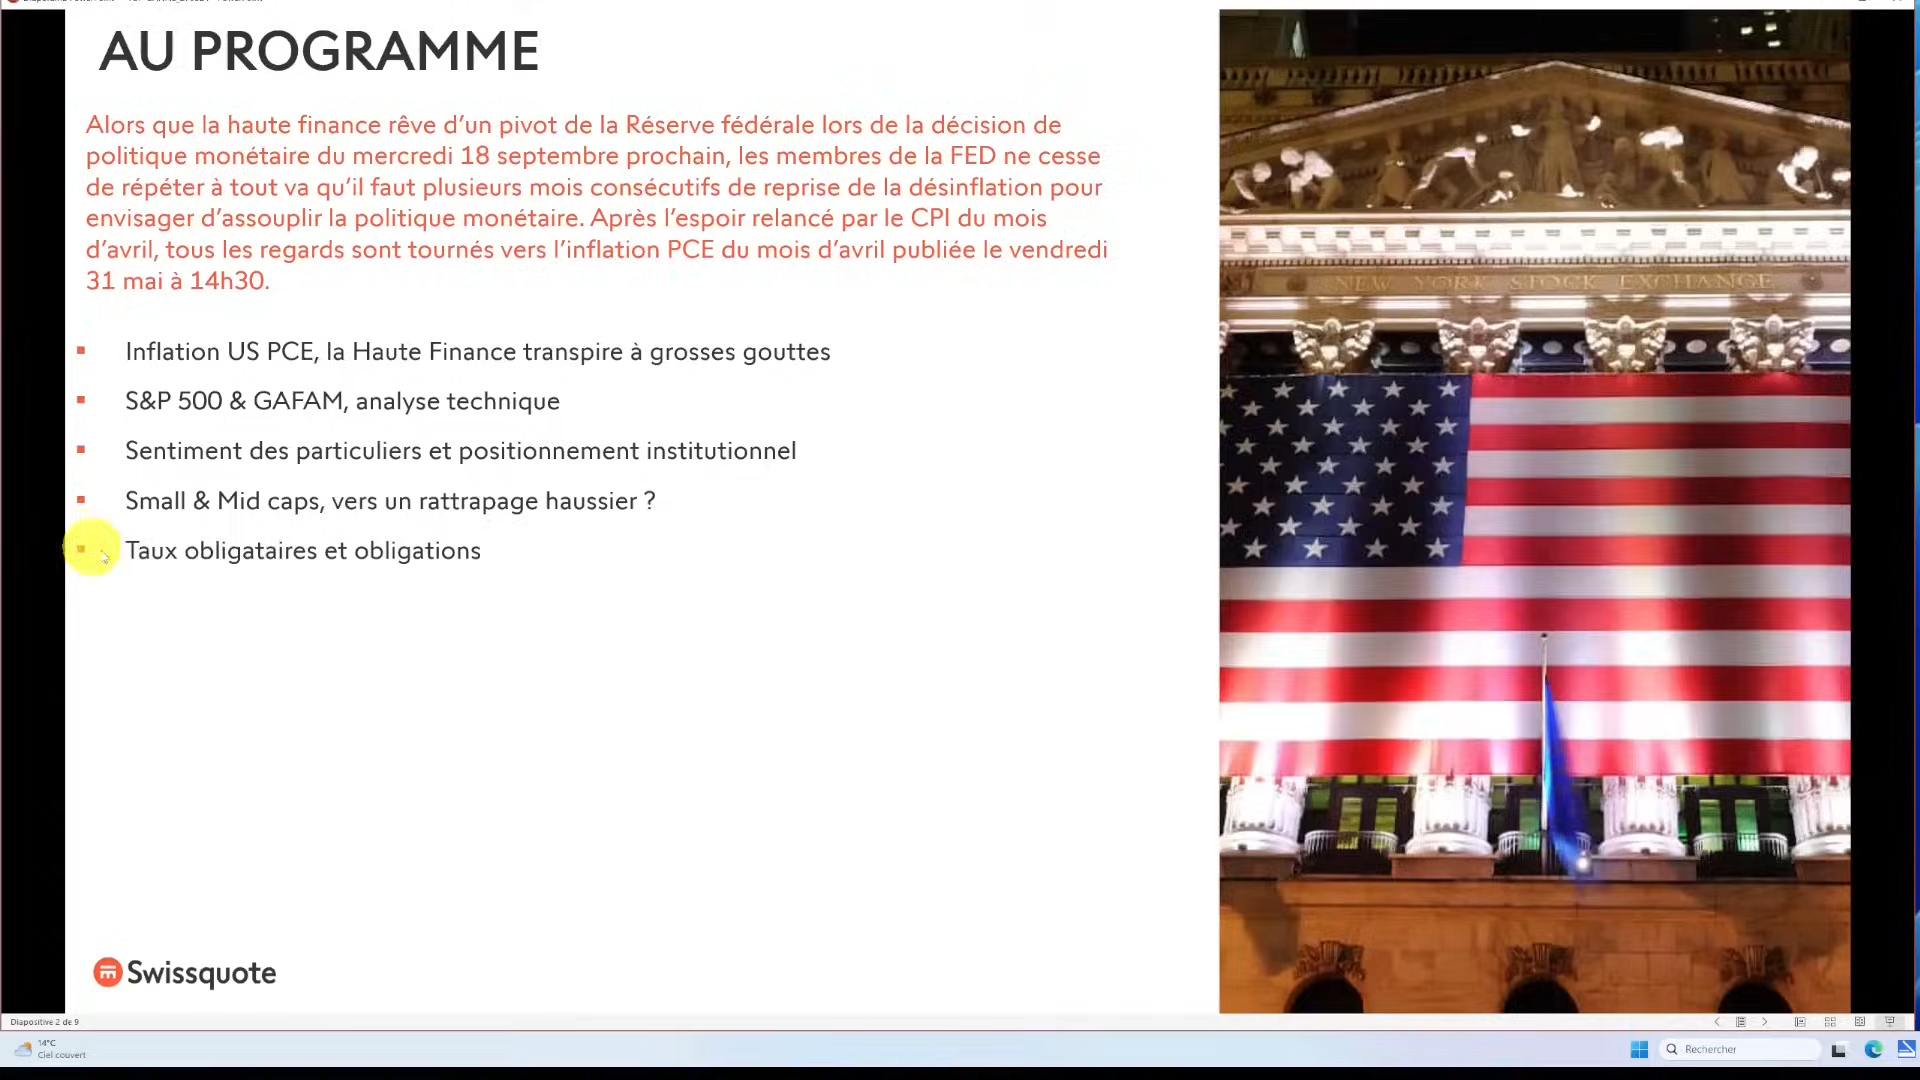 AU PROGRAMME
Alors que la haute finance rêve d’un pivot de la Réserve fédérale lors de la décision de
politique monétaire du mercredi 18 septembre prochain, les membres de la FED ne cesse
de répéter à tout va qu’il faut plusieurs mois consécutifs de reprise de la désinflation pour
envisager d’assouplir la politique monétaire. Après l’espoir relancé par le CPI du mois
d’avril, tous les regards sont tournés vers l’inflation PCE du mois d’avril publiée le vendredi
31 mai à 14h30.
Inflation US PCE, la Haute Finance transpire à grosses gouttes
S&P 500 & GAFAM, analyse technique
Sentiment des particuliers et positionnement institutionnel
Small & Mid caps, vers un rattrapage haussier ?
Taux obligataires et obligations
NEW YORK STOCK EXCHANGE
Swissquote
Diapositive 2 de 9
14°C
Ciel couvert
Rechercher